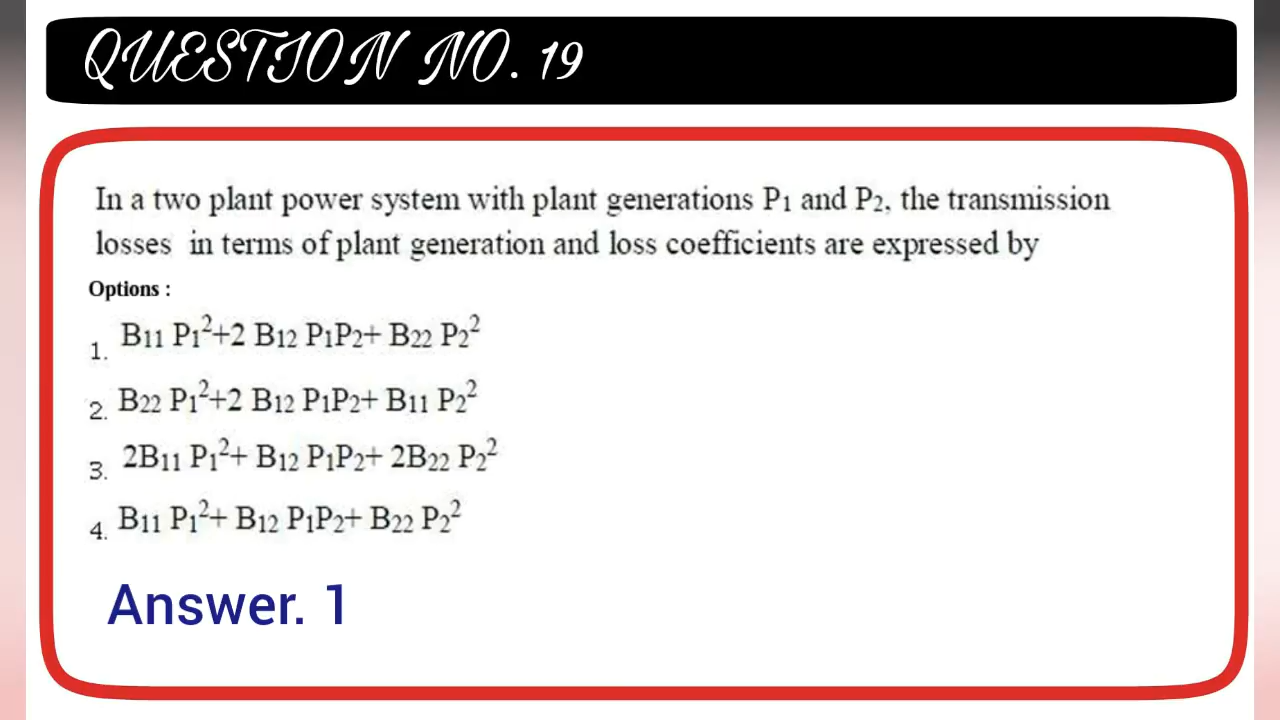 QUESTION NO. 19
In a two plant power system with plant generations P₁ and P₂, the transmission
losses in terms of plant generation and loss coefficients are expressed by
Options :
1. B₁₁ P₁²+2 B₁₂ P₁P₂+ B₂₂ P₂²
2. B₂₂ P₁²+2 B₁₂ P₁P₂+ B₁₁ P₂²
3. 2B₁₁ P₁²+ B₁₂ P₁P₂+ 2B₂₂ P₂²
4. B₁₁ P₁²+ B₁₂ P₁P₂+ B₂₂ P₂²
Answer. 1